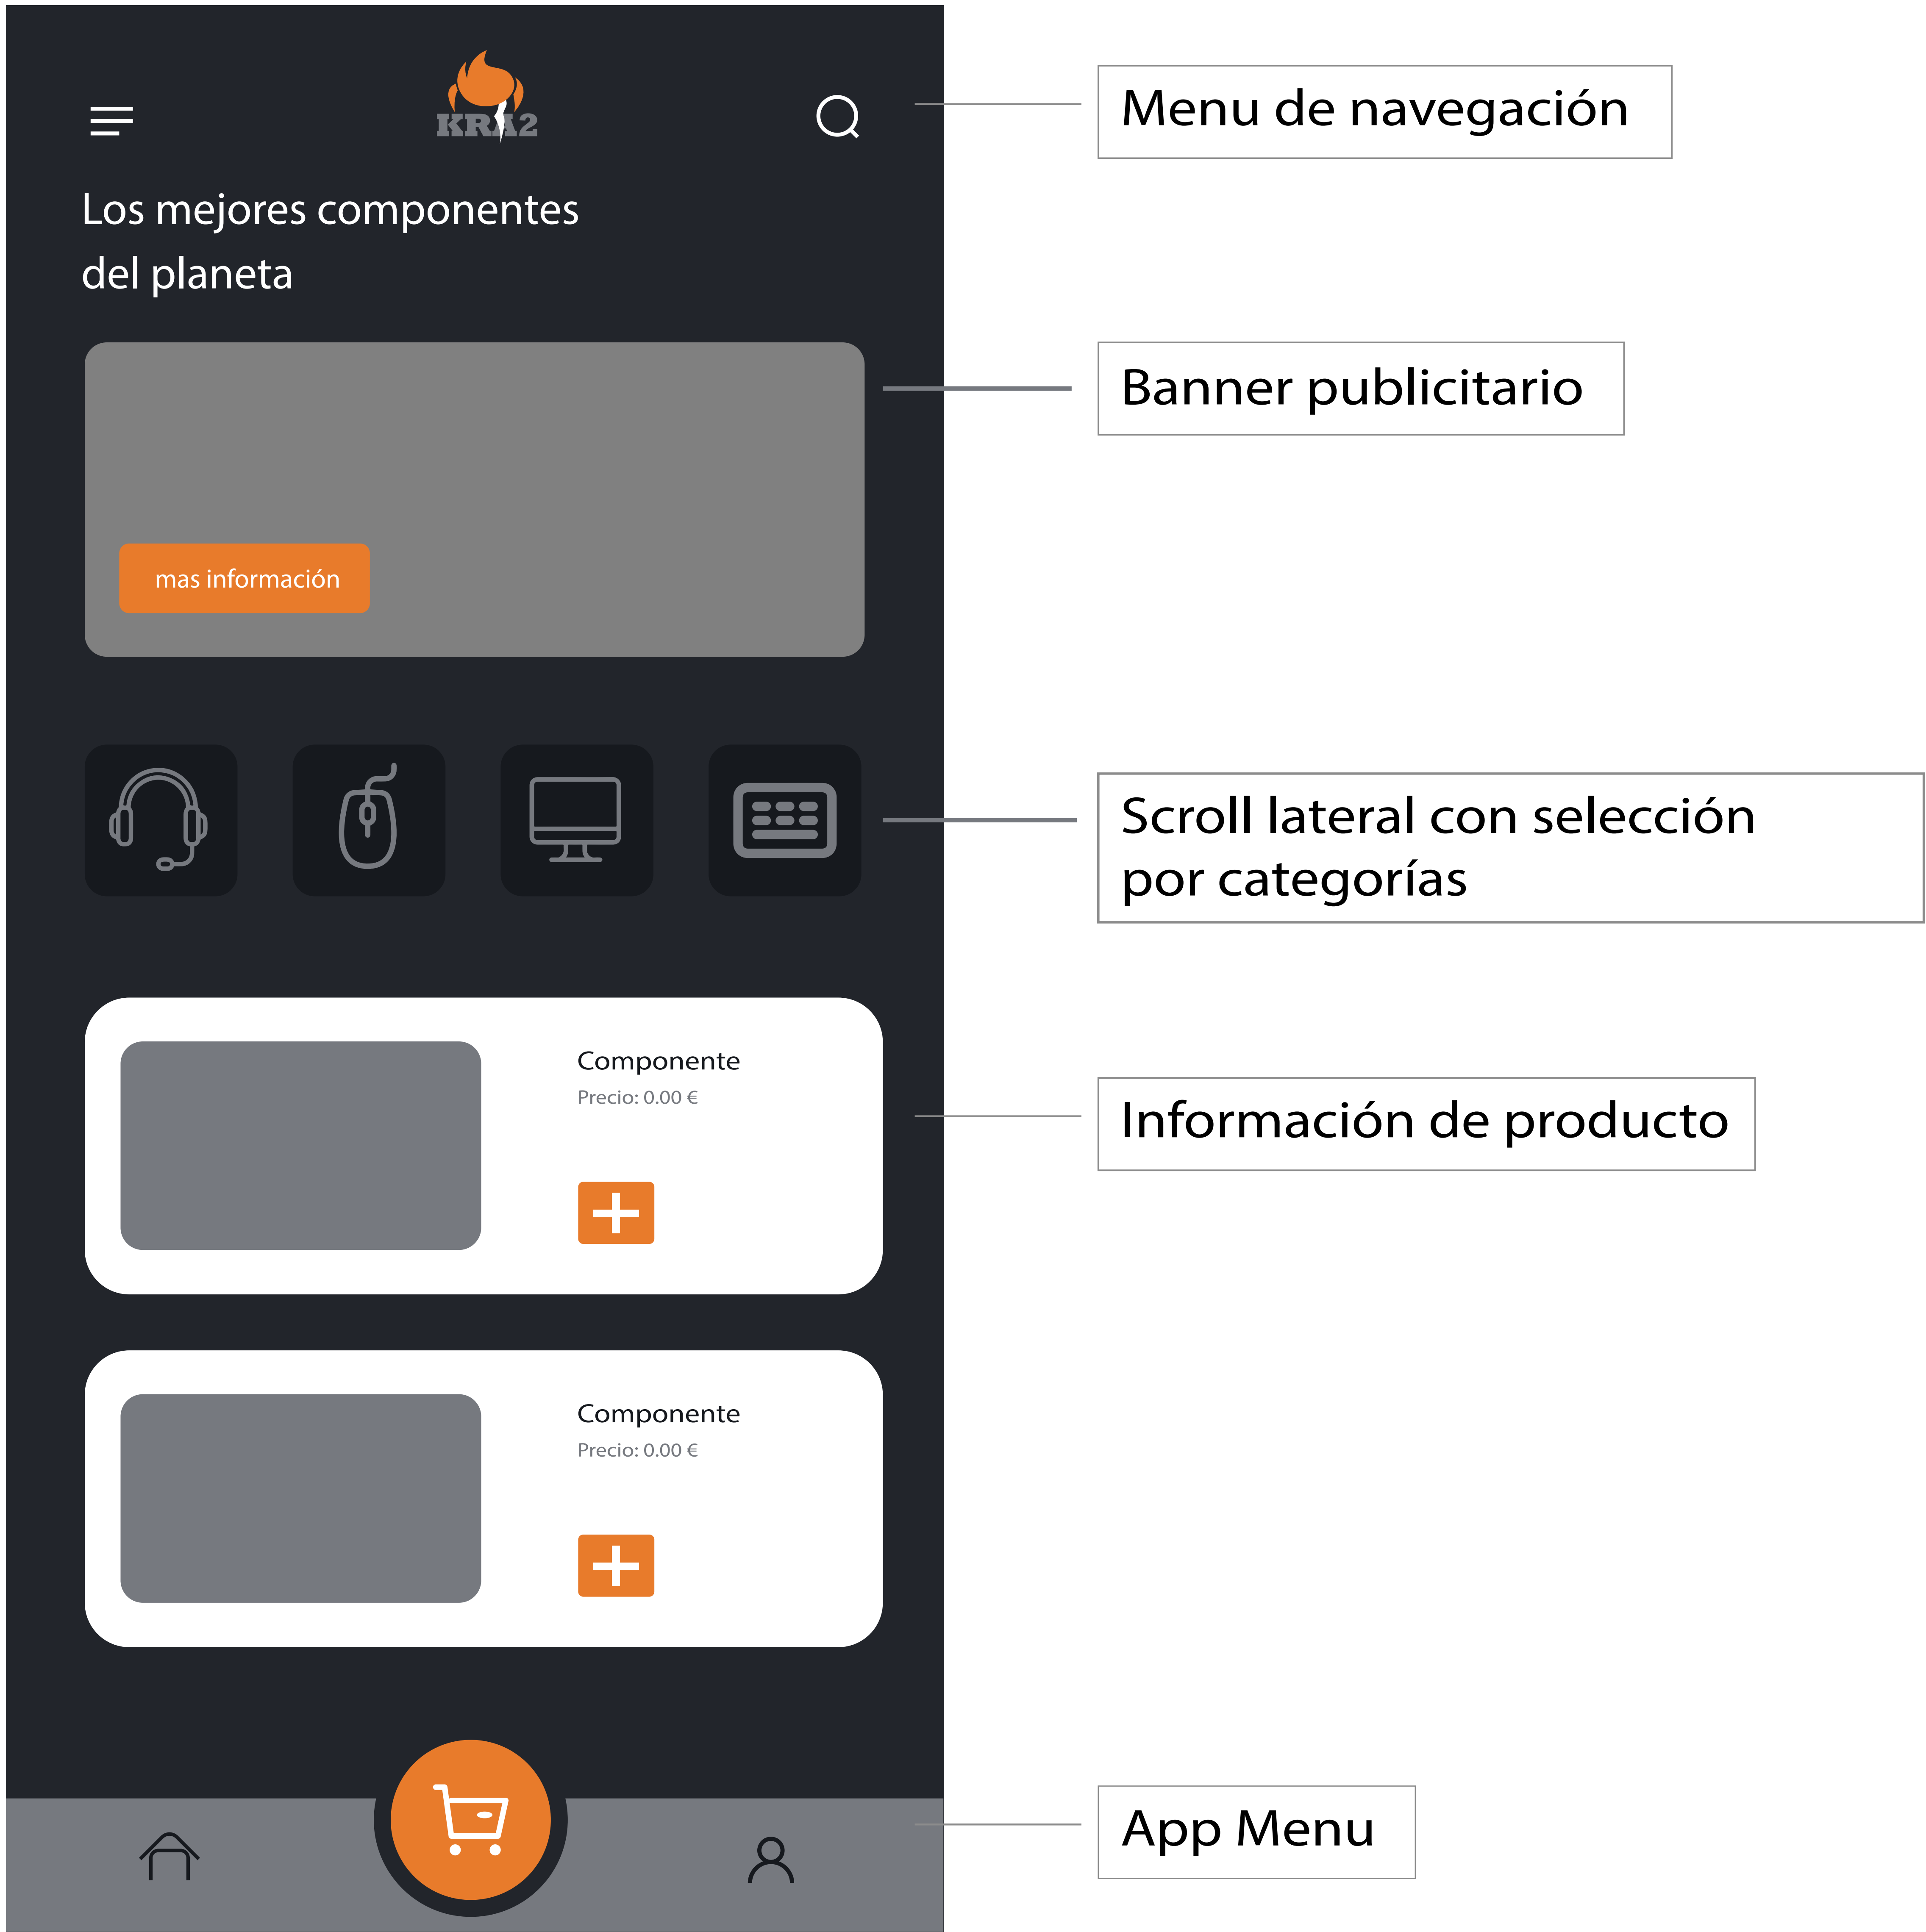 KRA2
Menu de navegación
Los mejores componentes
del planeta
Banner publicitario
mas información
Scroll lateral con selección
por categorías
Componente
Precio: 0.00 €
Información de producto
Componente
Precio: 0.00 €
App Menu